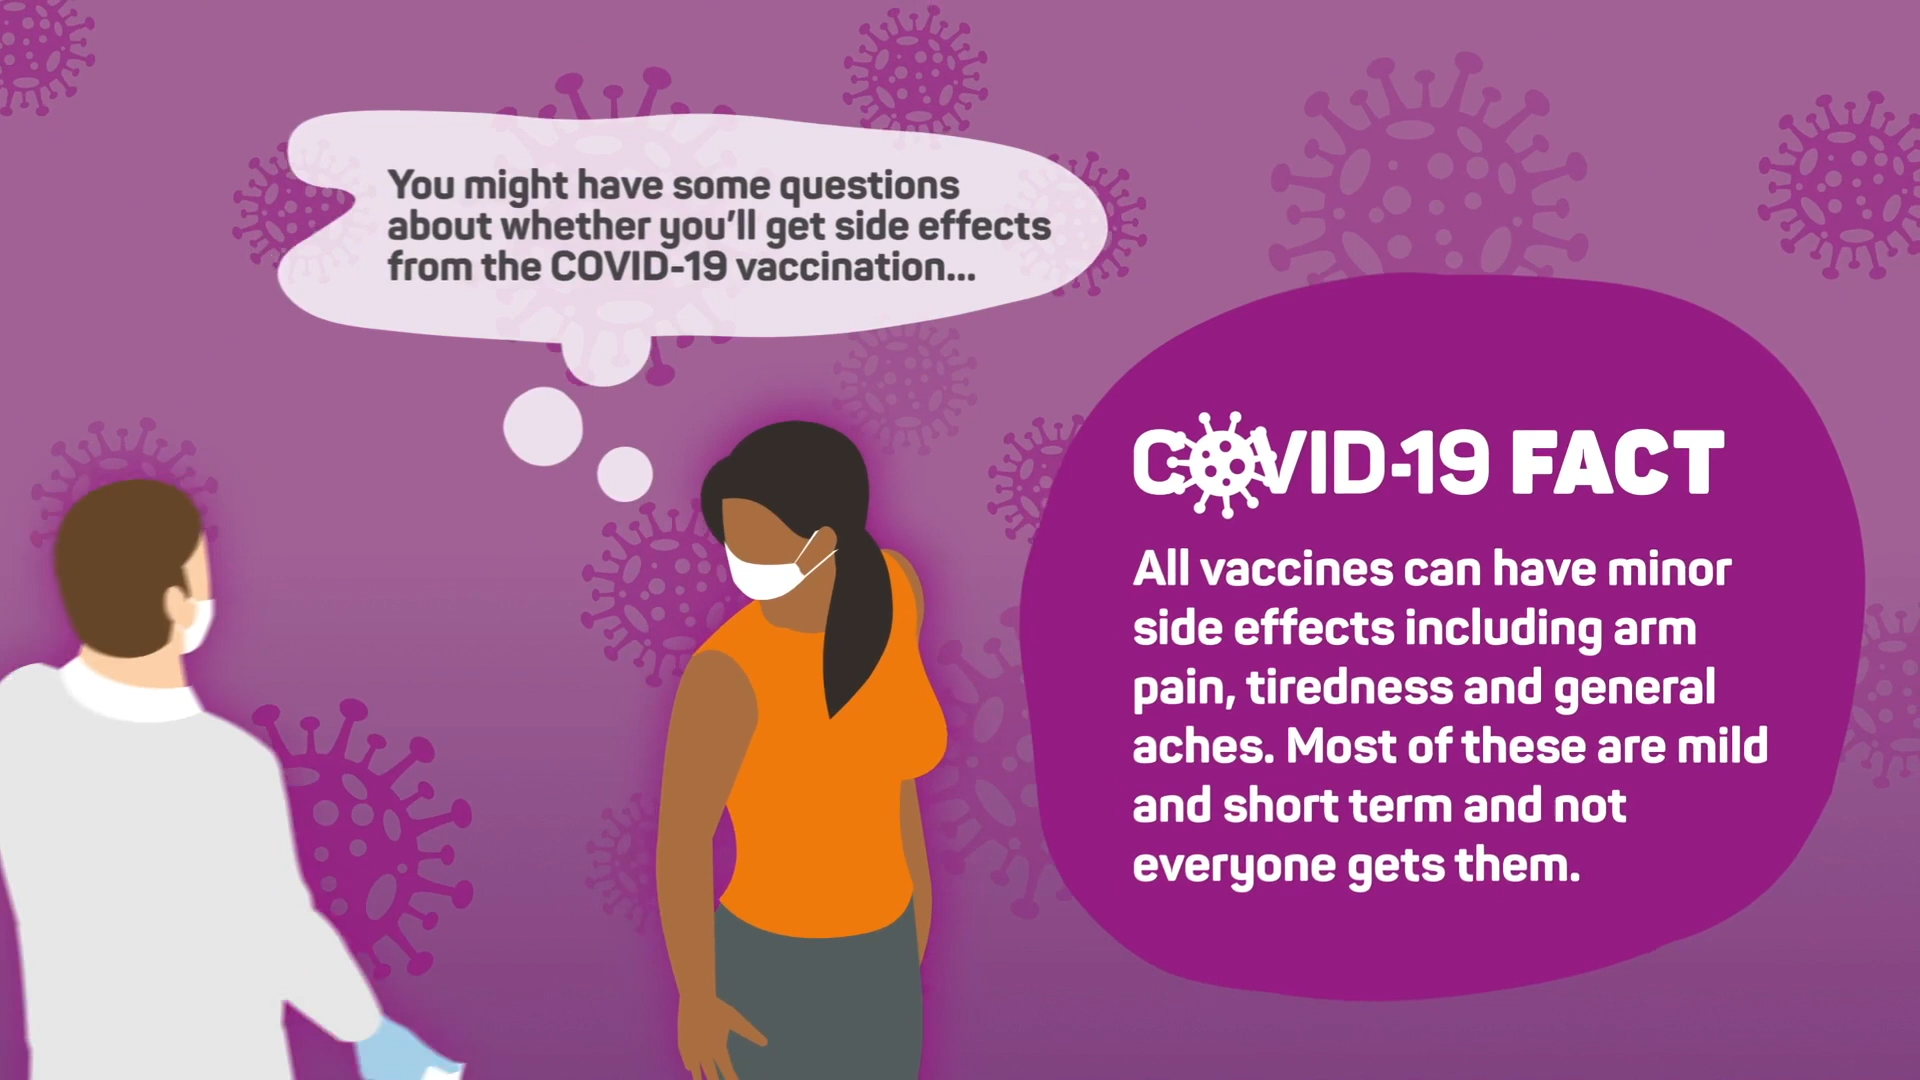 You might have some questions
about whether you'll get side effects
from the COVID-19 vaccination...
COVID-19 FACT
All vaccines can have minor
side effects including arm
pain, tiredness and general
aches. Most of these are mild
and short term and not
everyone gets them.